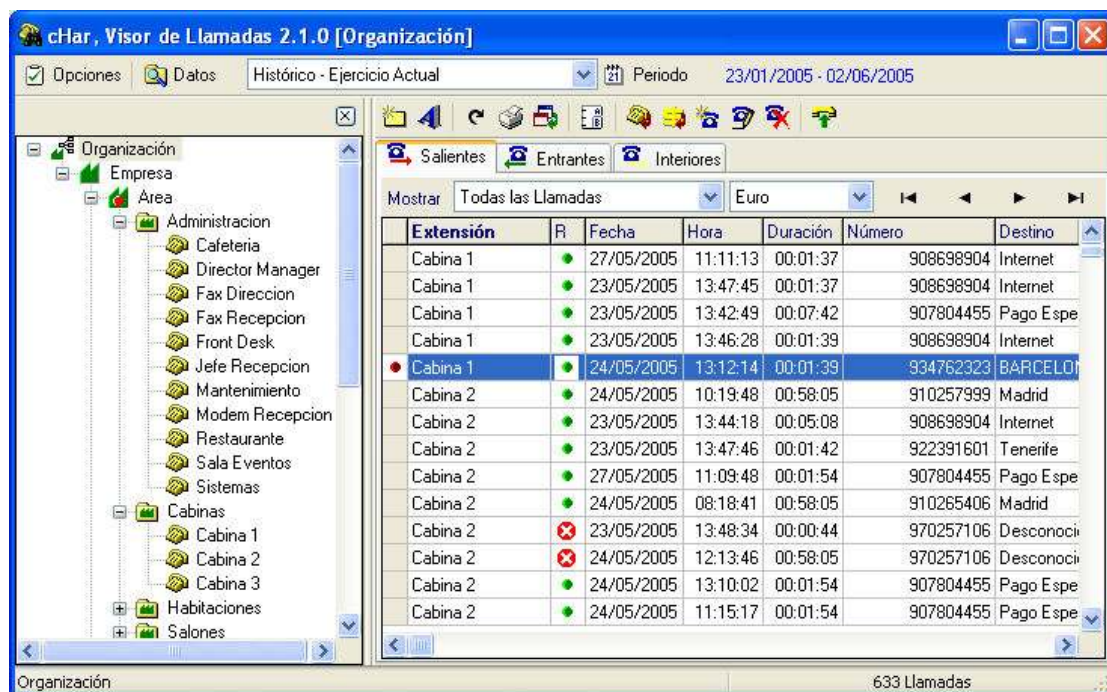 cHar, Visor de Llamadas 2.1.0 [Organización]
Opciones Datos Histórico - Ejercicio Actual Periodo 23/01/2005 - 02/06/2005
Organización
Empresa
Area
Administracion
Cafeteria
Director Manager
Fax Direccion
Fax Recepcion
Front Desk
Jefe Recepcion
Mantenimiento
Modem Recepcion
Restaurante
Sala Eventos
Sistemas
Cabinas
Cabina 1
Cabina 2
Cabina 3
Habitaciones
Salones
Salientes Entrantes Interiores
Mostrar Todas las Llamadas Euro
Extensión R Fecha Hora Duración Número Destino
Cabina 1 27/05/2005 11:11:13 00:01:37 908698904 Internet
Cabina 1 23/05/2005 13:47:45 00:01:37 908698904 Internet
Cabina 1 23/05/2005 13:42:49 00:07:42 907804455 Pago Espe
Cabina 1 23/05/2005 13:46:28 00:01:39 908698904 Internet
Cabina 1 24/05/2005 13:12:14 00:01:39 934762323 BARCELON
Cabina 2 24/05/2005 10:19:48 00:58:05 910257999 Madrid
Cabina 2 23/05/2005 13:44:18 00:05:08 908698904 Internet
Cabina 2 23/05/2005 13:47:46 00:01:42 922391601 Tenerife
Cabina 2 27/05/2005 11:09:48 00:01:54 907804455 Pago Espe
Cabina 2 24/05/2005 08:18:41 00:58:05 910265406 Madrid
Cabina 2 23/05/2005 13:48:34 00:00:44 970257106 Desconoci
Cabina 2 24/05/2005 12:13:46 00:58:05 970257106 Desconoci
Cabina 2 24/05/2005 13:10:02 00:01:54 907804455 Pago Espe
Cabina 2 24/05/2005 11:15:17 00:01:54 907804455 Pago Espe
Organización 633 Llamadas